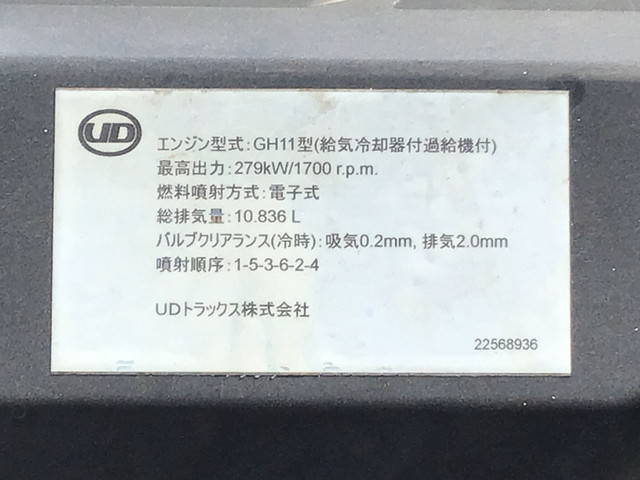 UD
エンジン型式:GH11型(給気冷却器付過給機付)
最高出力:279kW/1700 r.p.m.
燃料噴射方式:電子式
総排気量:10.836 L
バルブクリアランス(冷時):吸気0.2mm, 排気2.0mm
噴射順序:1-5-3-6-2-4
UDトラックス株式会社
22568936